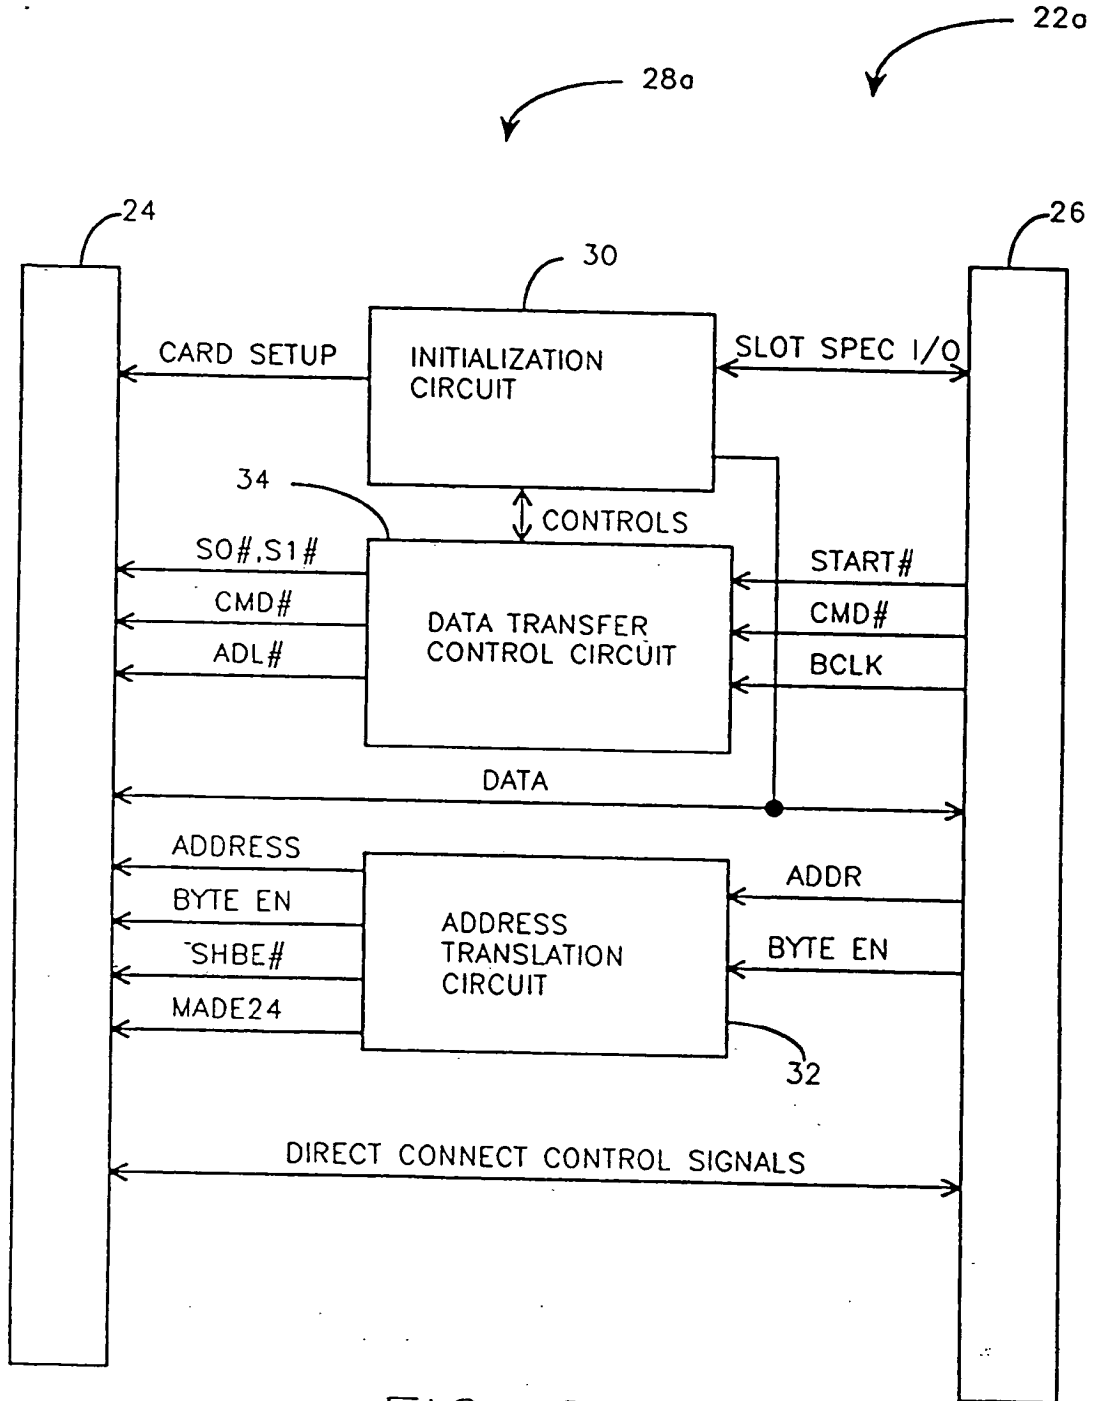 22a
28a
24
26
30
CARD SETUP
INITIALIZATION
CIRCUIT
SLOT SPEC I/O
34
CONTROLS
S0#,S1#
CMD#
ADL#
DATA TRANSFER
CONTROL CIRCUIT
START#
CMD#
BCLK
DATA
ADDRESS
BYTE EN
SHBE#
MADE24
ADDRESS
TRANSLATION
CIRCUIT
ADDR
BYTE EN
32
DIRECT CONNECT CONTROL SIGNALS